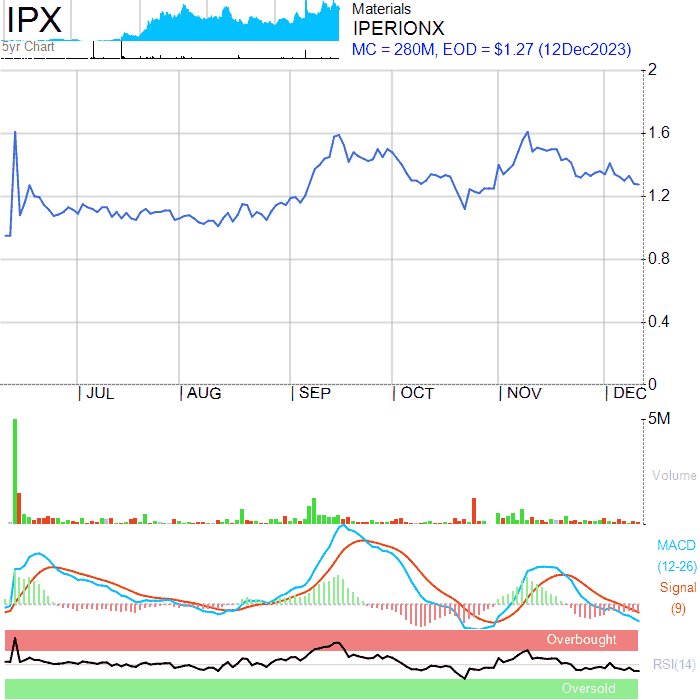 IPX
5yr Chart
Materials
IPERIONX
MC = 280M, EOD = $1.27 (12Dec2023)
2
1.6
1.2
0.8
0.4
0
| JUL | AUG | SEP | OCT | NOV | DEC
5M
Volume
MACD
(12-26)
Signal
(9)
Overbought
RSI(14)
Oversold